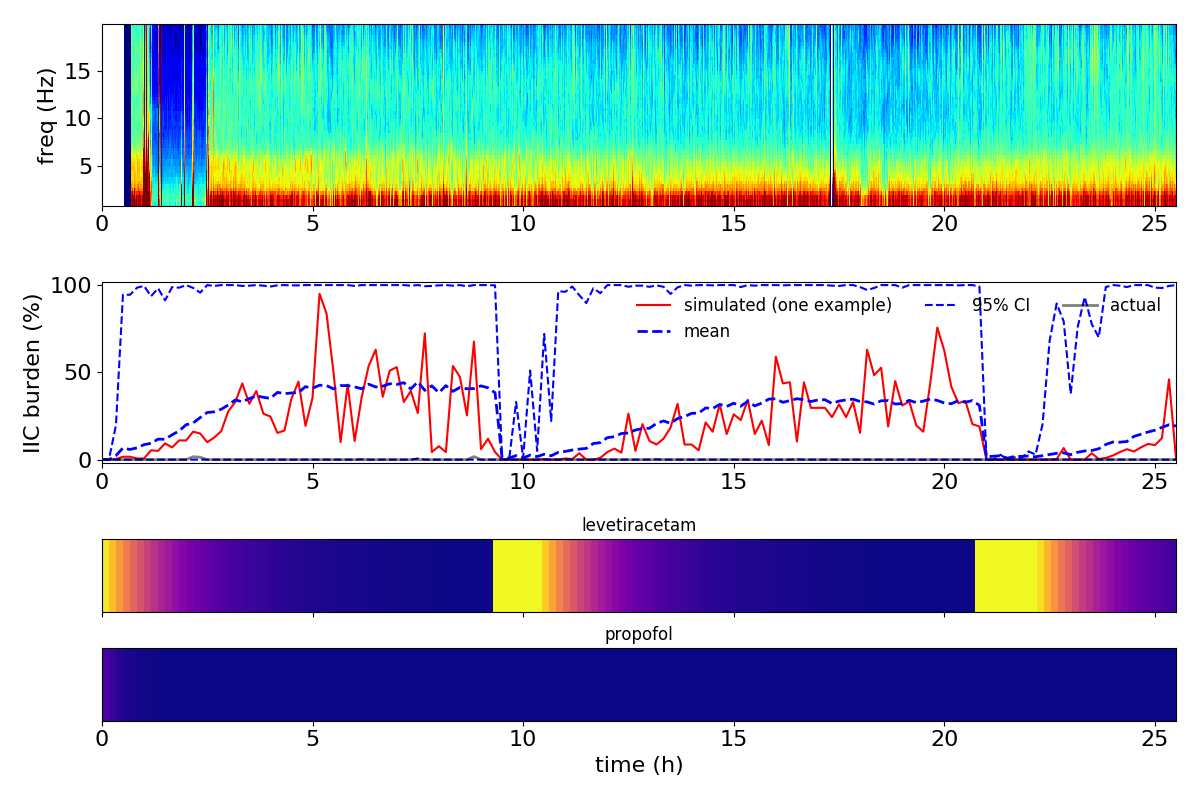 freq (Hz)
15
10
5
0 5 10 15 20 25
IIC burden (%)
100
50
0
simulated (one example) 95% CI actual
mean
0 5 10 15 20 25
levetiracetam
propofol
0 5 10 15 20 25
time (h)